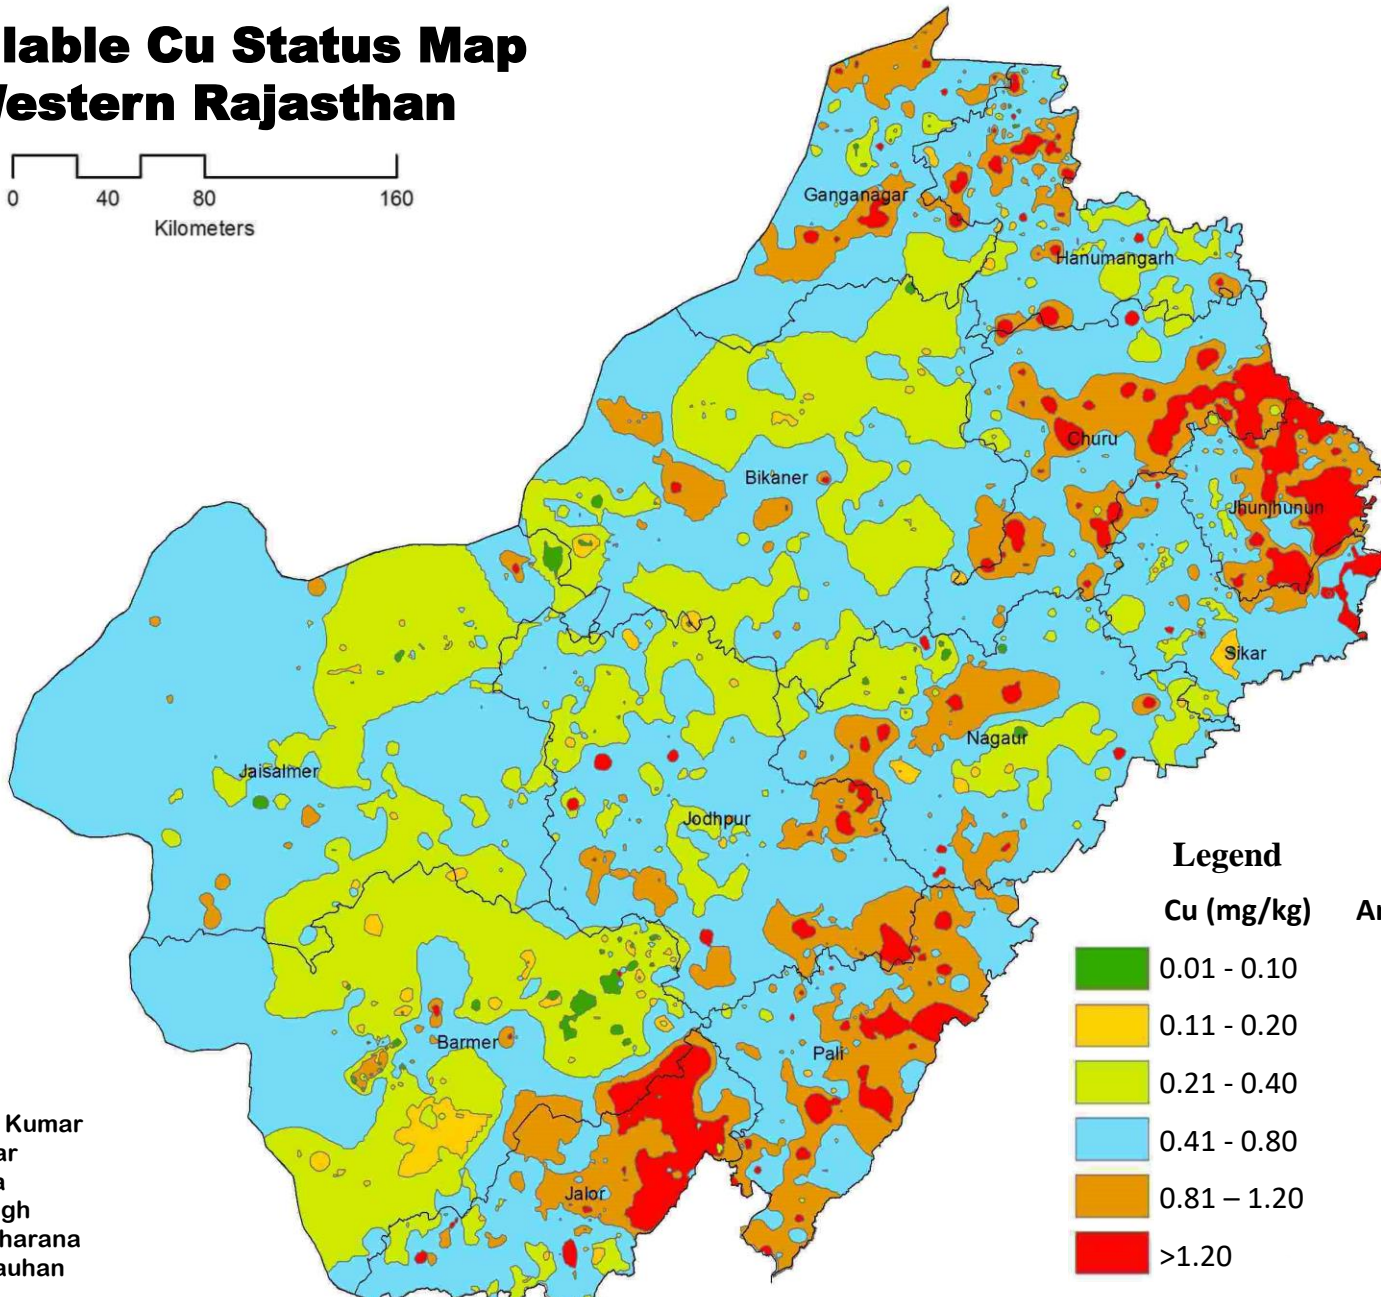 lable Cu Status Map
Western Rajasthan
0 40 80 160
Kilometers
Ganganagar
Hanumangarh
Churu
Bikaner
Jhunjhunun
Sikar
Nagaur
Jaisalmer
Jodhpur
Barmer
Pali
Jalor
Legend
Cu (mg/kg) Ar
0.01 - 0.10
0.11 - 0.20
0.21 - 0.40
0.41 - 0.80
0.81 – 1.20
>1.20
Kumar
ar
a
gh
harana
auhan